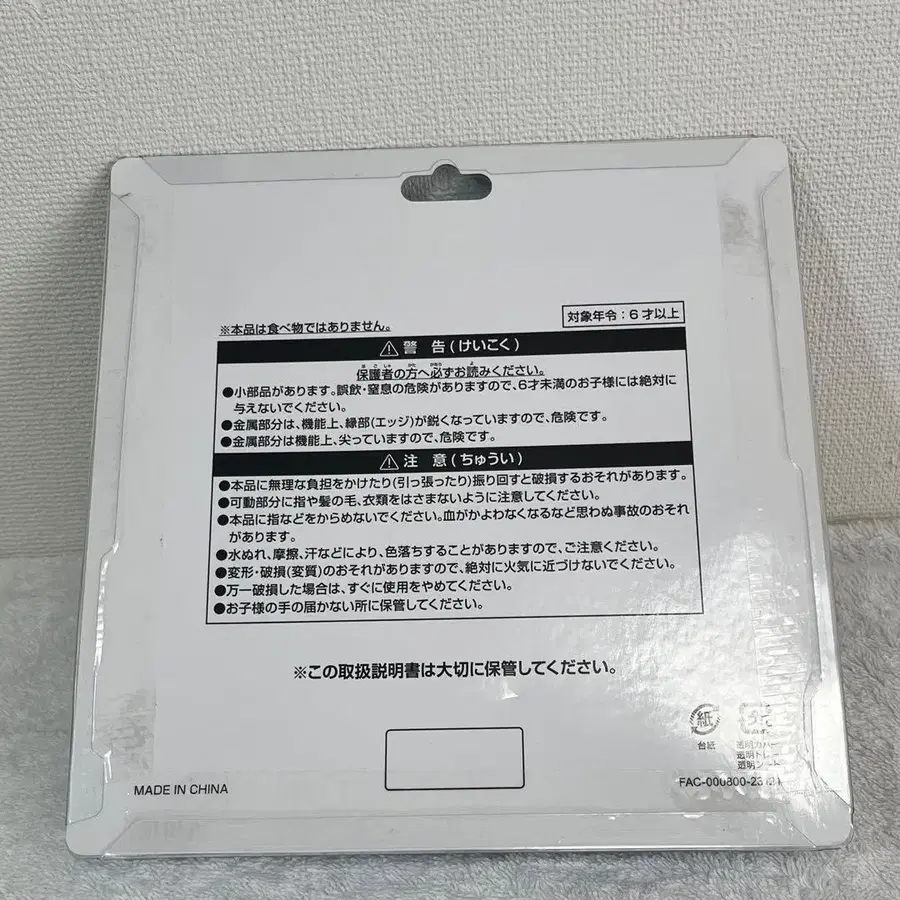 ※本品は食べ物ではありません。
対象年令:6才以上
⚠警 告(けいこく)
保護者の方へ必ずお読みください。
●小部品があります。誤飲・窒息の危険がありますので、6才未満のお子様には絶対に
与えないでください。
●金属部分は、機能上、縁部(エッジ)が鋭くなっていますので、危険です。
●金属部分は機能上、尖っていますので、危険です。
⚠注 意(ちゅうい)
●本品に無理な負担をかけたり(引っ張ったり)振り回すと破損するおそれがあります。
●可動部分に指や髪の毛、衣類をはさまないように注意してください。
●本品に指などをからめないでください。血がかよわなくなるなど思わぬ事故のおそれ
があります。
●水ぬれ、摩擦、汗などにより、色落ちすることがありますので、ご注意ください。
●変形・破損(変質)のおそれがありますので、絶対に火気に近づけないでください。
●万一破損した場合は、すぐに使用をやめてください。
●お子様の手の届かない所に保管してください。
※この取扱説明書は大切に保管してください。
紙
台紙
透明カバー
透明トレー
透明シート
MADE IN CHINA